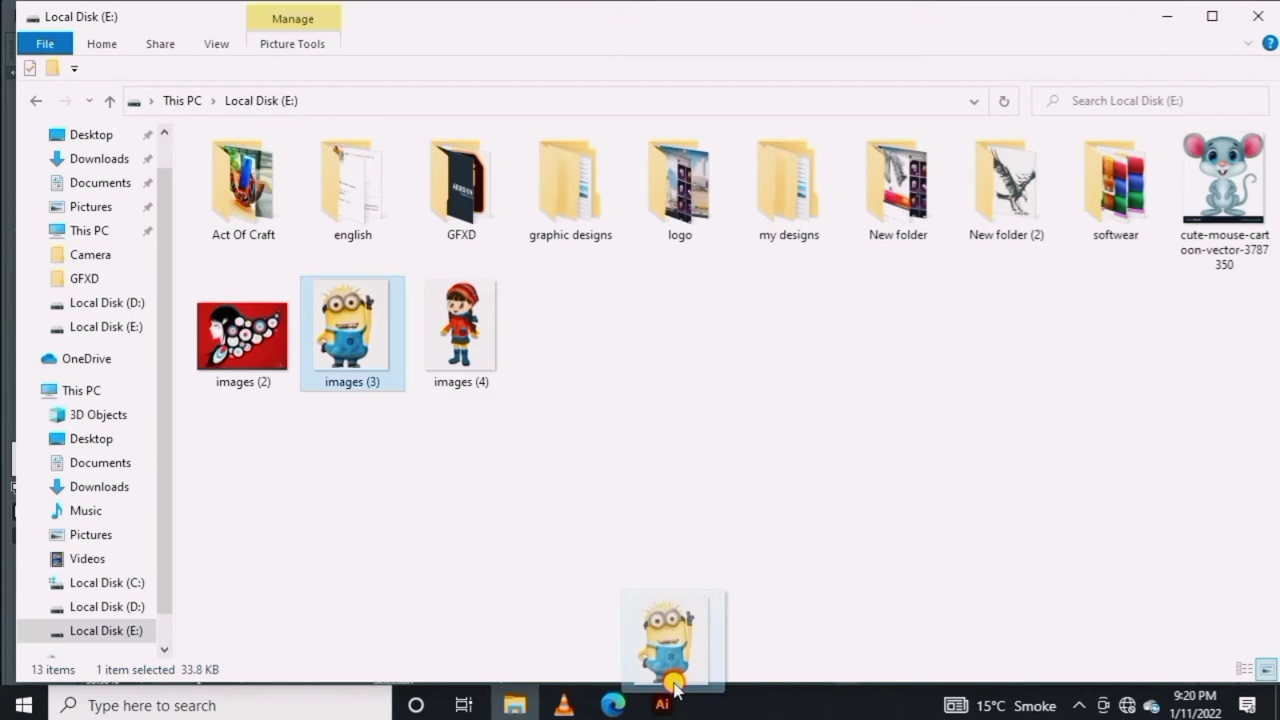 Local Disk (E:)
Manage
File
Home
Share
View
Picture Tools
This PC
Local Disk (E:)
Search Local Disk (E:)
Desktop
Downloads
Documents
Pictures
This PC
Camera
GFXD
Local Disk (D:)
Local Disk (E:)
OneDrive
This PC
3D Objects
Desktop
Documents
Downloads
Music
Pictures
Videos
Local Disk (C:)
Local Disk (D:)
Local Disk (E:)
Act Of Craft
english
GFXD
graphic designs
logo
my designs
New folder
New folder (2)
softwear
cute-mouse-cart
oon-vector-3787
350
images (2)
images (3)
images (4)
13 items
1 item selected 33.8 KB
Type here to search
Ai
15°C Smoke
9:20 PM
1/11/2022